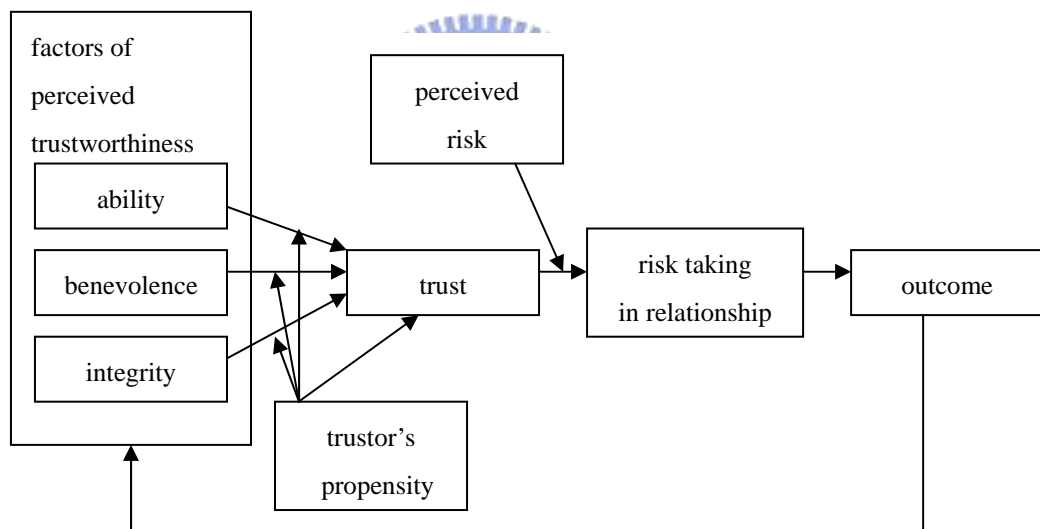 factors of
perceived
trustworthiness
ability
benevolence
integrity
perceived
risk
trust
trustor's
propensity
risk taking
in relationship
outcome